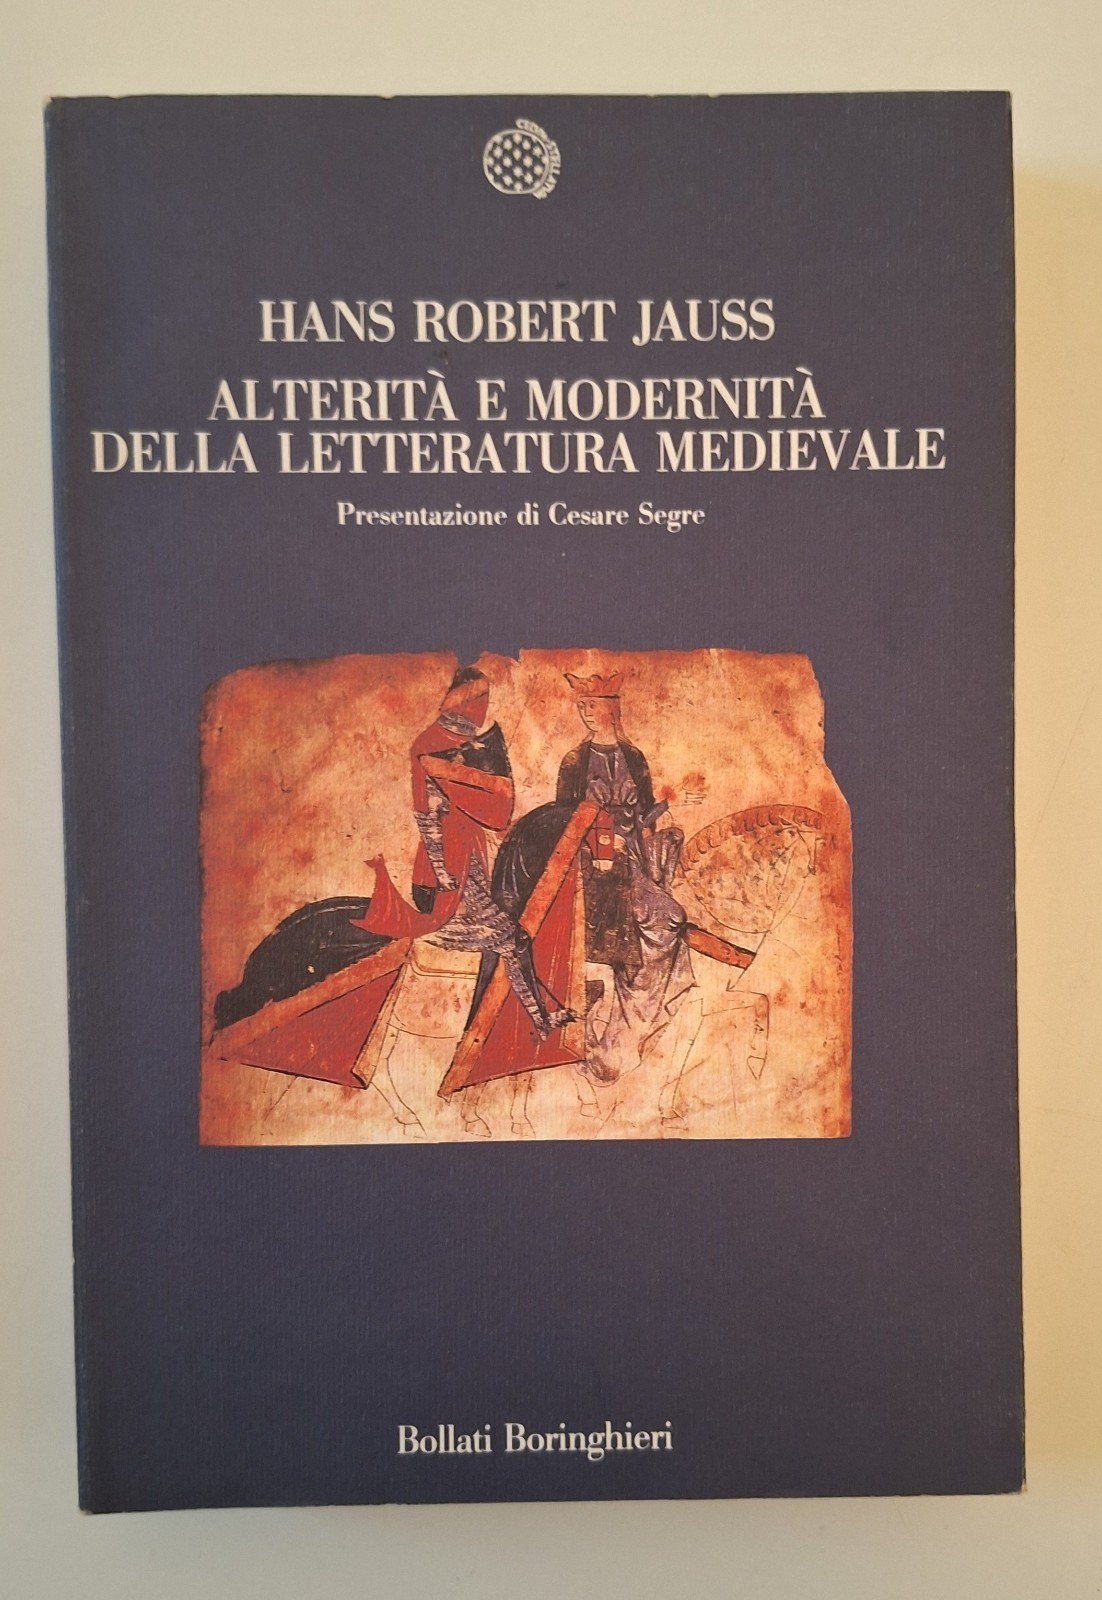 HANS ROBERT JAUSS
ALTERITÀ E MODERNITÀ
DELLA LETTERATURA MEDIEVALE
Presentazione di Cesare Segre
Bollati Boringhieri